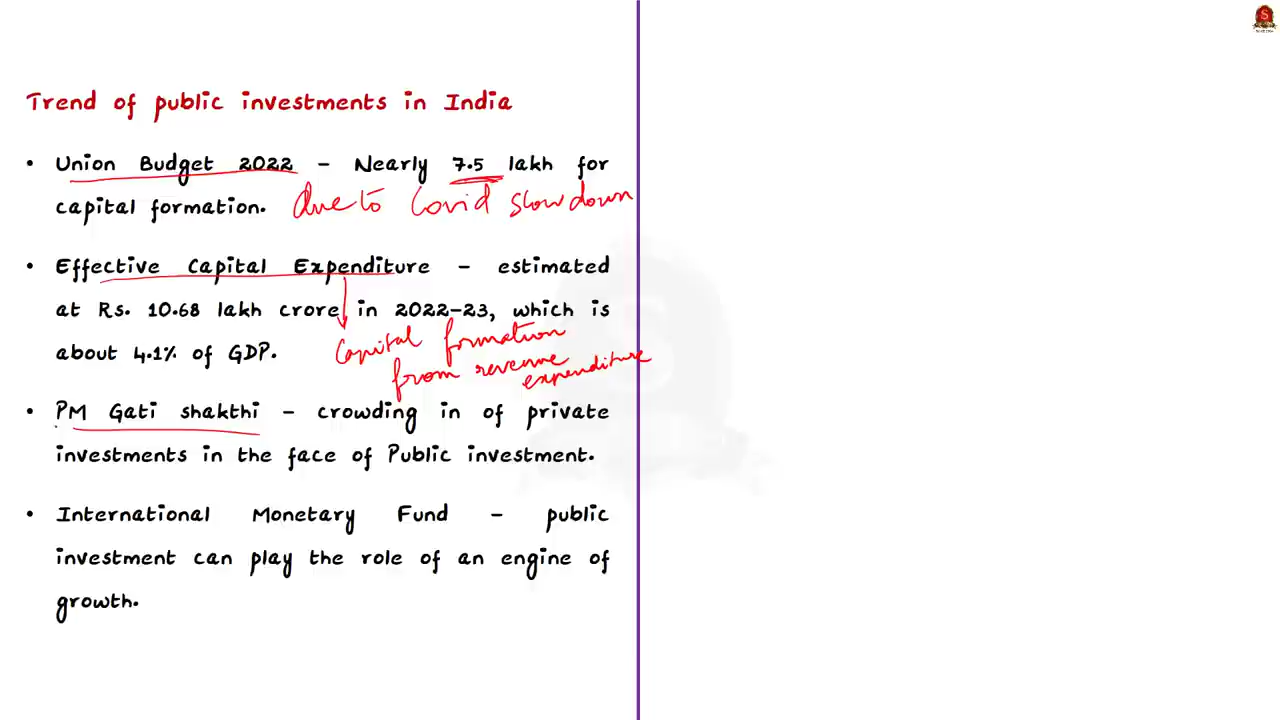 Trend of public investments in India
• Union Budget 2022 – Nearly 7.5 lakh for
capital formation. due to Covid slowdown
• Effective Capital Expenditure – estimated
at Rs. 10.68 lakh crore in 2022-23, which is
about 4.1% of GDP.
Capital formation
from revenue
expenditure
• PM Gati shakthi – crowding in of private
investments in the face of Public investment.
• International Monetary Fund – public
investment can play the role of an engine of
growth.